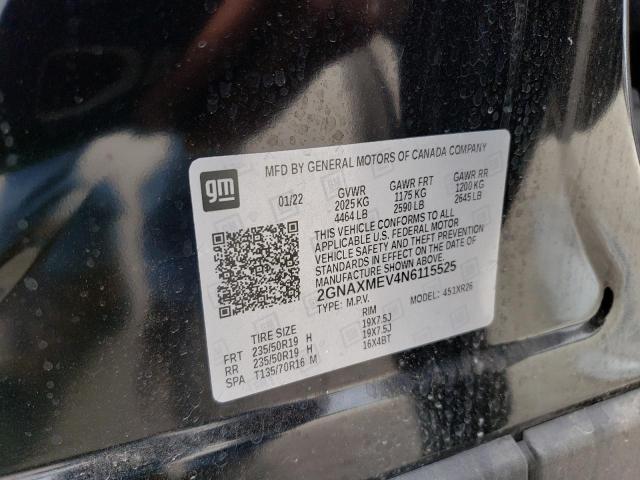 gm
MFD BY GENERAL MOTORS OF CANADA COMPANY
01/22 GVWR GAWR FRT GAWR RR
2025 KG 1175 KG 1200 KG
4464 LB 2590 LB 2645 LB
THIS VEHICLE CONFORMS TO ALL
APPLICABLE U.S. FEDERAL MOTOR
VEHICLE SAFETY AND THEFT PREVENTION
STANDARDS IN EFFECT ON THE DATE OF
MANUFACTURE SHOWN ABOVE.
2GNAXMEV4N6115525
TYPE: M.P.V. MODEL: 451XR26
TIRE SIZE RIM
FRT 235/50R19 H 19X7.5J
RR 235/50R19 H 19X7.5J
SPA T135/70R16 M 16X4BT